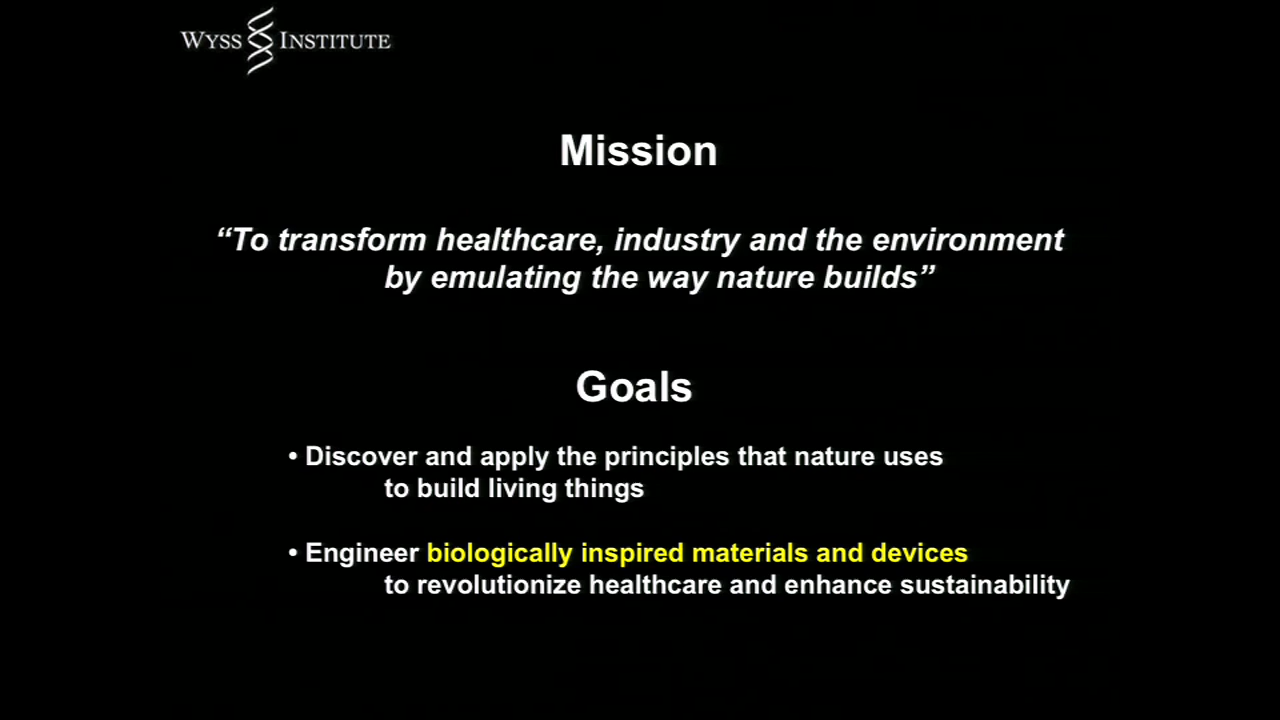 WYSS INSTITUTE
Mission
“To transform healthcare, industry and the environment
by emulating the way nature builds”
Goals
• Discover and apply the principles that nature uses
to build living things
• Engineer biologically inspired materials and devices
to revolutionize healthcare and enhance sustainability